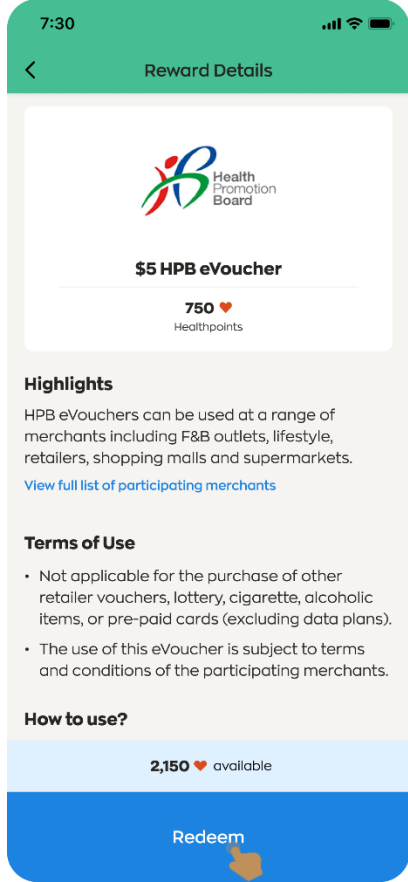 7:30
Reward Details
Health
Promotion
Board
$5 HPB eVoucher
750
Healthpoints
Highlights
HPB eVouchers can be used at a range of
merchants including F&B outlets, lifestyle,
retailers, shopping malls and supermarkets.
View full list of participating merchants
Terms of Use
• Not applicable for the purchase of other
retailer vouchers, lottery, cigarette, alcoholic
items, or pre-paid cards (excluding data plans).
• The use of this eVoucher is subject to terms
and conditions of the participating merchants.
How to use?
2,150 available
Redeem